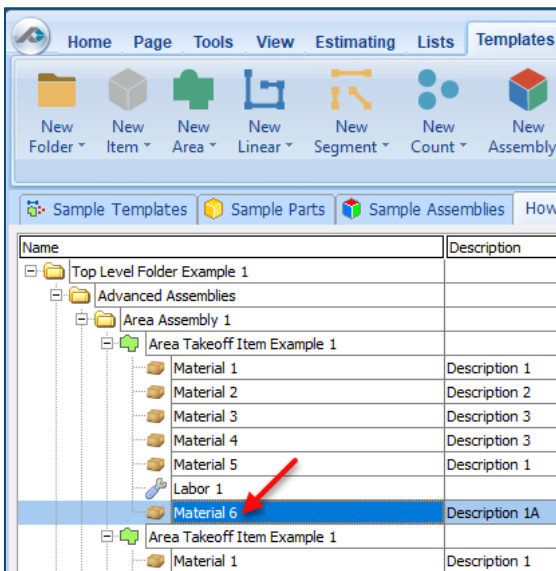 Home Page Tools View Estimating Lists Templates
New Folder New Item New Area New Linear New Segment New Count New Assembly
Sample Templates Sample Parts Sample Assemblies How
Name Description
Top Level Folder Example 1
Advanced Assemblies
Area Assembly 1
Area Takeoff Item Example 1
Material 1 Description 1
Material 2 Description 2
Material 3 Description 3
Material 4 Description 3
Material 5 Description 1
Labor 1
Material 6 Description 1A
Area Takeoff Item Example 1
Material 1 Description 1